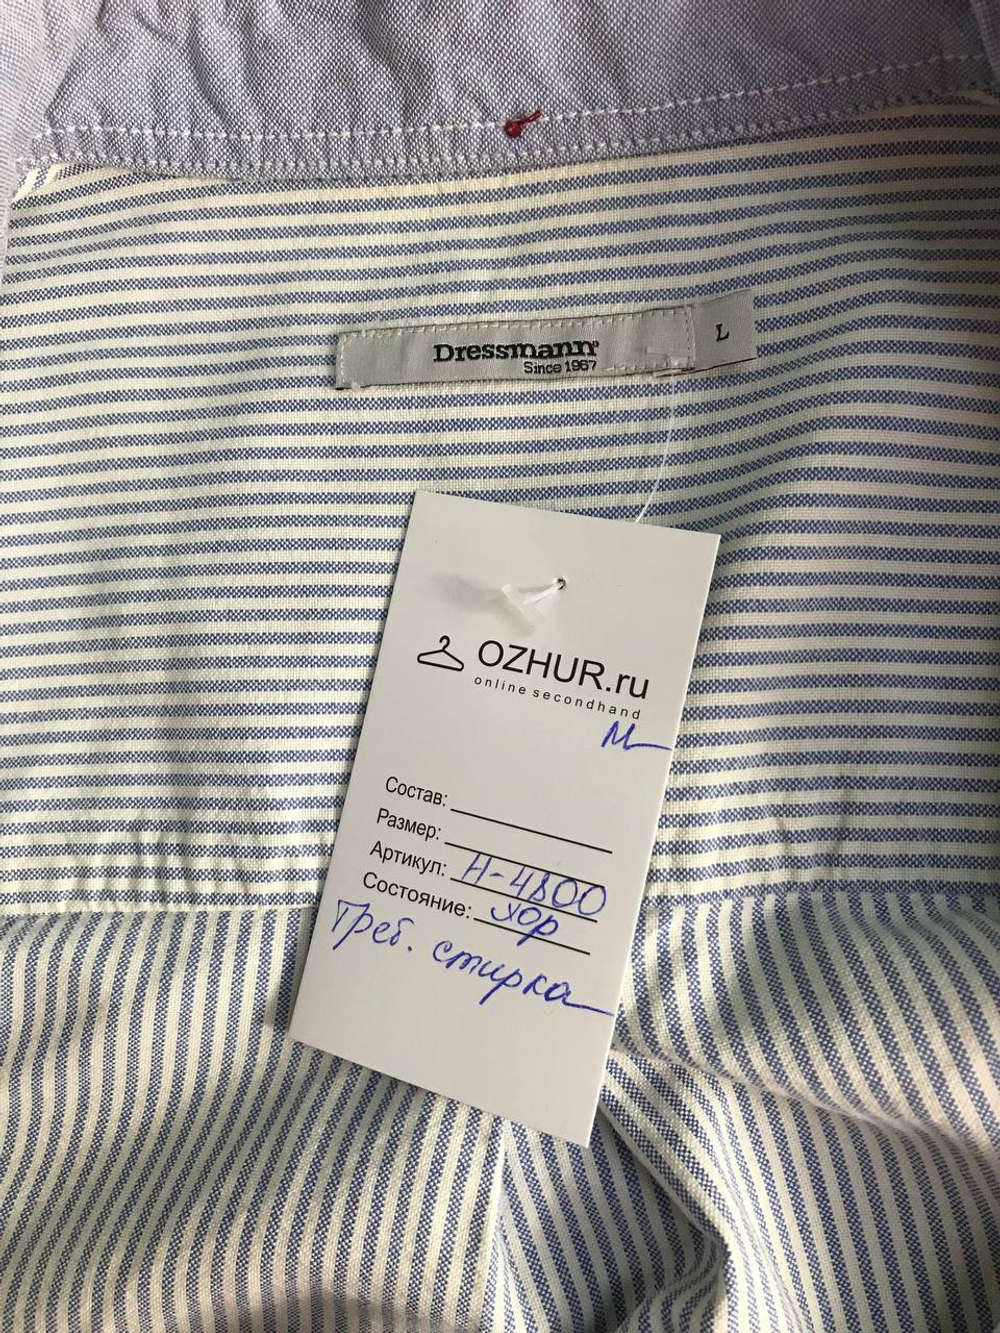 Dressmann
Since 1967
L
OZHUR.ru
online secondhand
М
Состав:
Размер:
Артикул: Н-4800
Состояние: хор
Треб. стирка